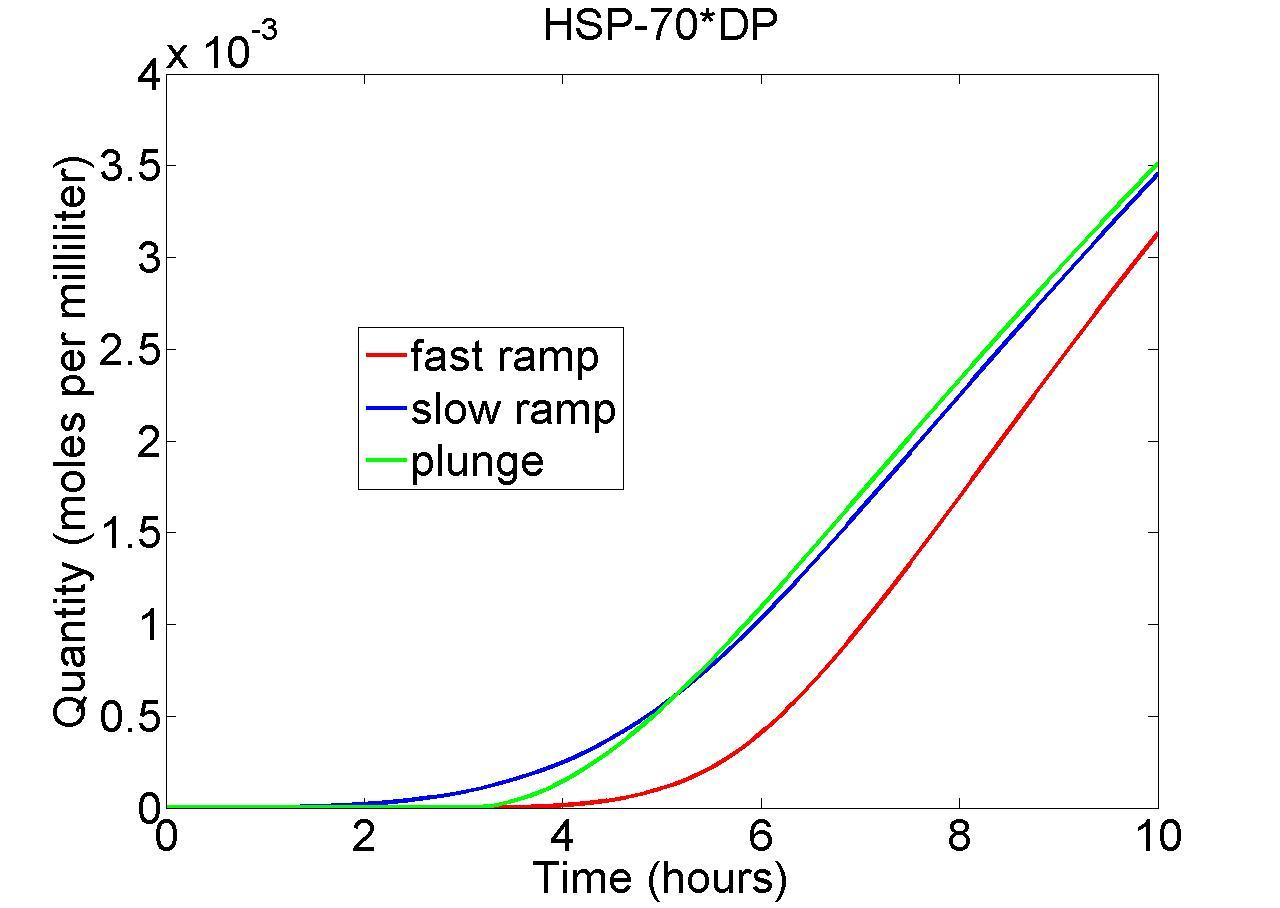 HSP-70*DP
x 10^-3
4
3.5
3
2.5
2
1.5
1
0.5
0
Quantity (moles per milliliter)
fast ramp
slow ramp
plunge
0 2 4 6 8 10
Time (hours)